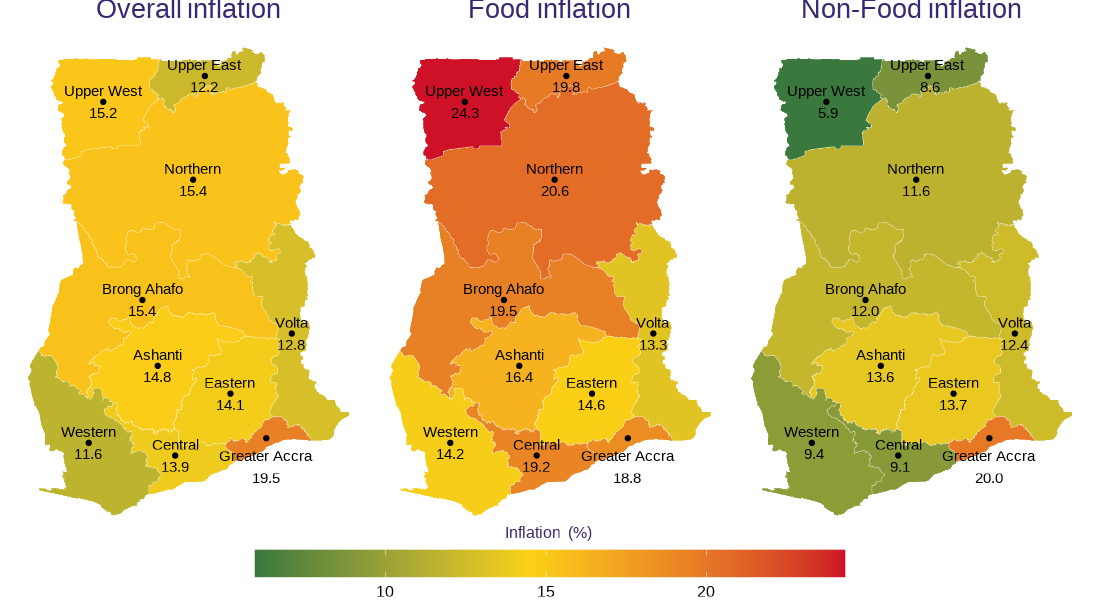 Overall inflation
Upper East
12.2
Upper West
15.2
Northern
15.4
Brong Ahafo
15.4
Volta
12.8
Ashanti
14.8
Eastern
14.1
Western
11.6
Central
13.9
Greater Accra
19.5
Food inflation
Upper East
19.8
Upper West
24.3
Northern
20.6
Brong Ahafo
19.5
Volta
13.3
Ashanti
16.4
Eastern
14.6
Western
14.2
Central
19.2
Greater Accra
18.8
Non-Food inflation
Upper East
8.6
Upper West
5.9
Northern
11.6
Brong Ahafo
12.0
Volta
12.4
Ashanti
13.6
Eastern
13.7
Western
9.4
Central
9.1
Greater Accra
20.0
Inflation (%)
10 15 20